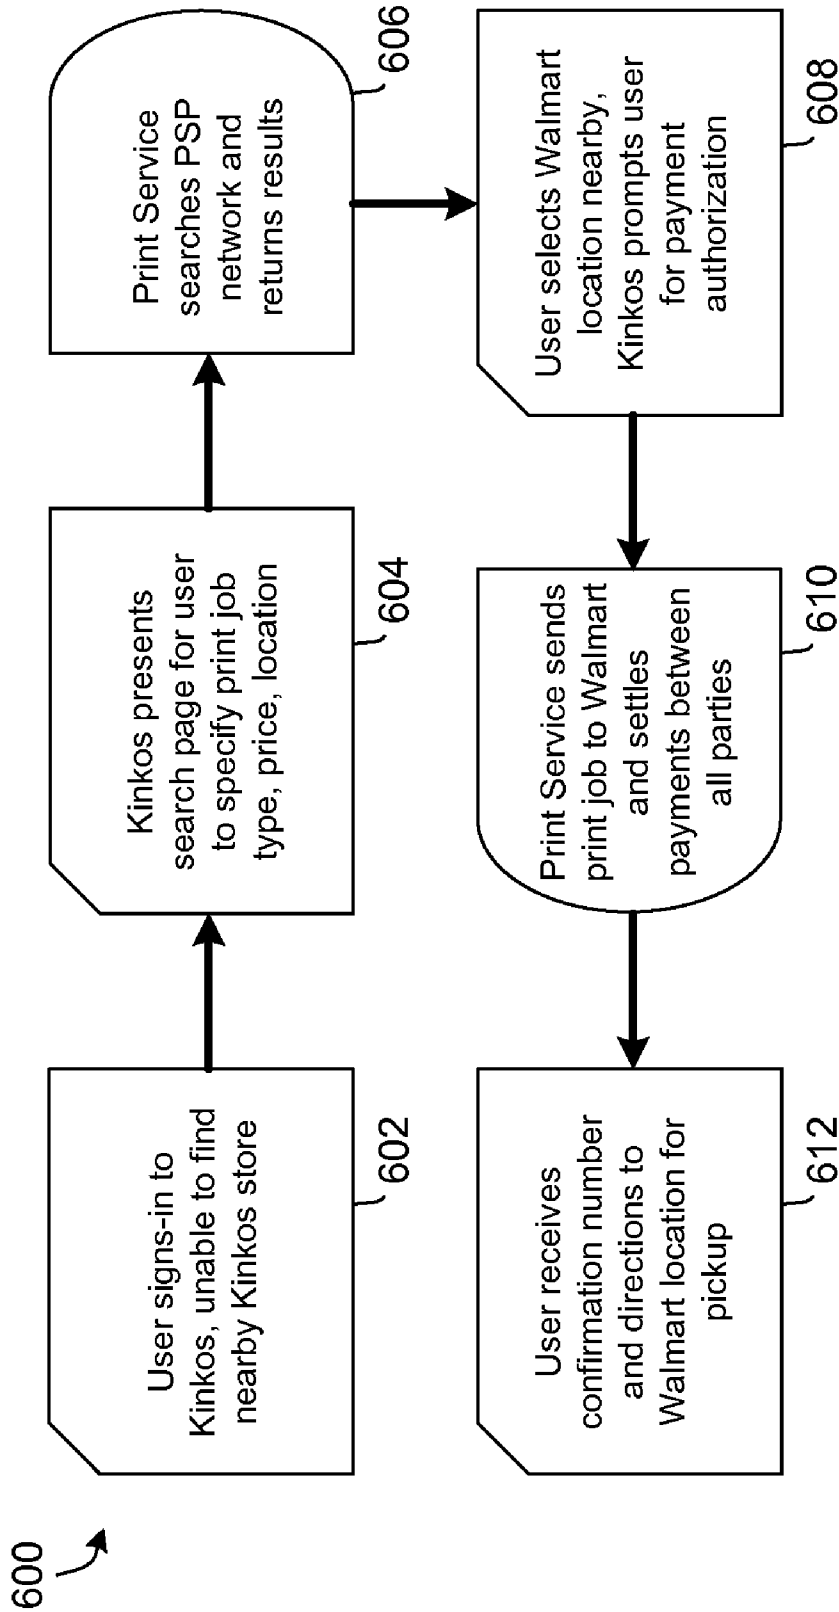 600
User signs-in to
Kinkos, unable to find
nearby Kinkos store
602
Kinkos presents
search page for user
to specify print job
type, price, location
604
Print Service
searches PSP
network and
returns results
606
User selects Walmart
location nearby,
Kinkos prompts user
for payment
authorization
608
Print Service sends
print job to Walmart
and settles
payments between
all parties
610
User receives
confirmation number
and directions to
Walmart location for
pickup
612